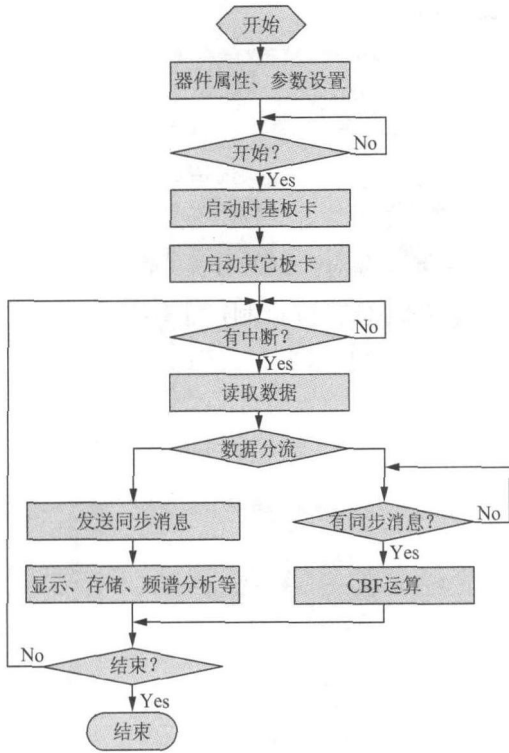 开始
器件属性、参数设置
No
开始?
Yes
启动时基板卡
启动其它板卡
No
有中断?
Yes
读取数据
数据分流
发送同步消息
有同步消息?
No
Yes
显示、存储、频谱分析等
CBF运算
No
结束?
Yes
结束